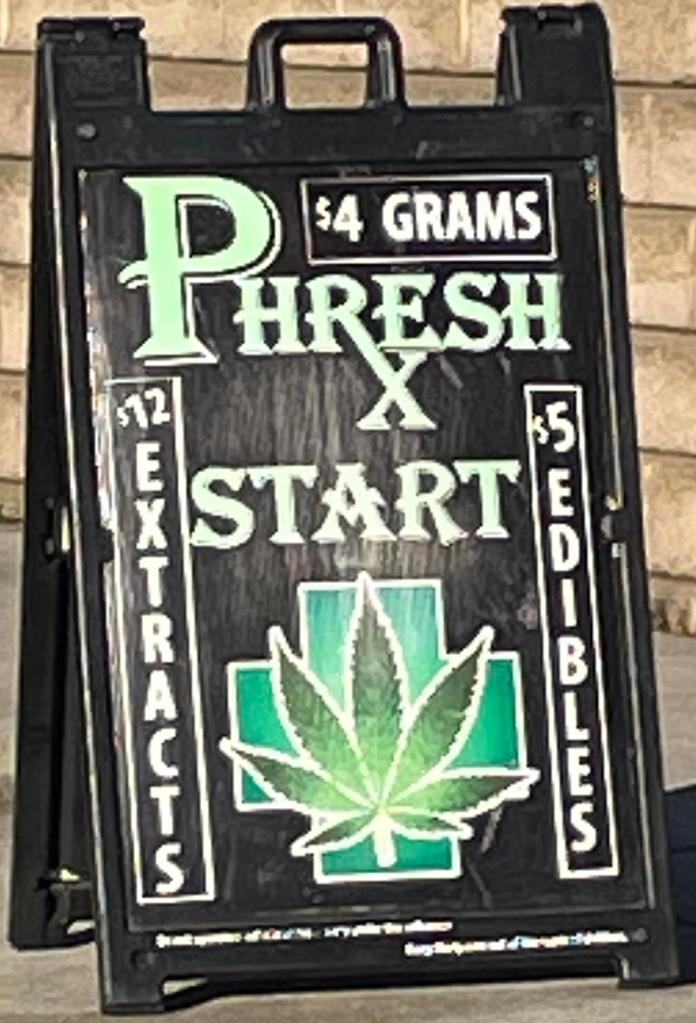 $4 GRAMS
PHRESH
X
START
$12 EXTRACTS
$5 EDIBLES